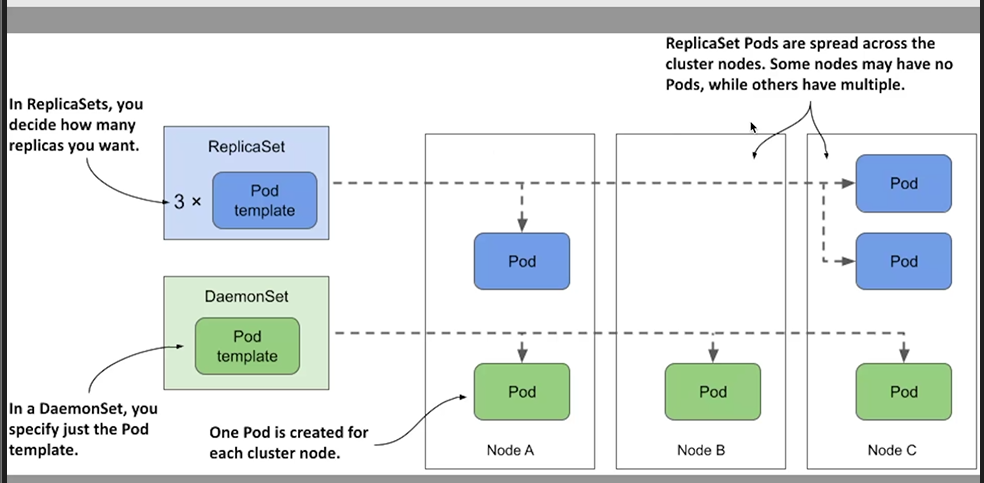 ReplicaSet Pods are spread across the
cluster nodes. Some nodes may have no
Pods, while others have multiple.
In ReplicaSets, you
decide how many
replicas you want.
ReplicaSet
3 ×
Pod
template
Pod
Pod
Pod
DaemonSet
Pod
template
Pod
Pod
Pod
In a DaemonSet, you
specify just the Pod
template.
One Pod is created for
each cluster node.
Node A
Node B
Node C